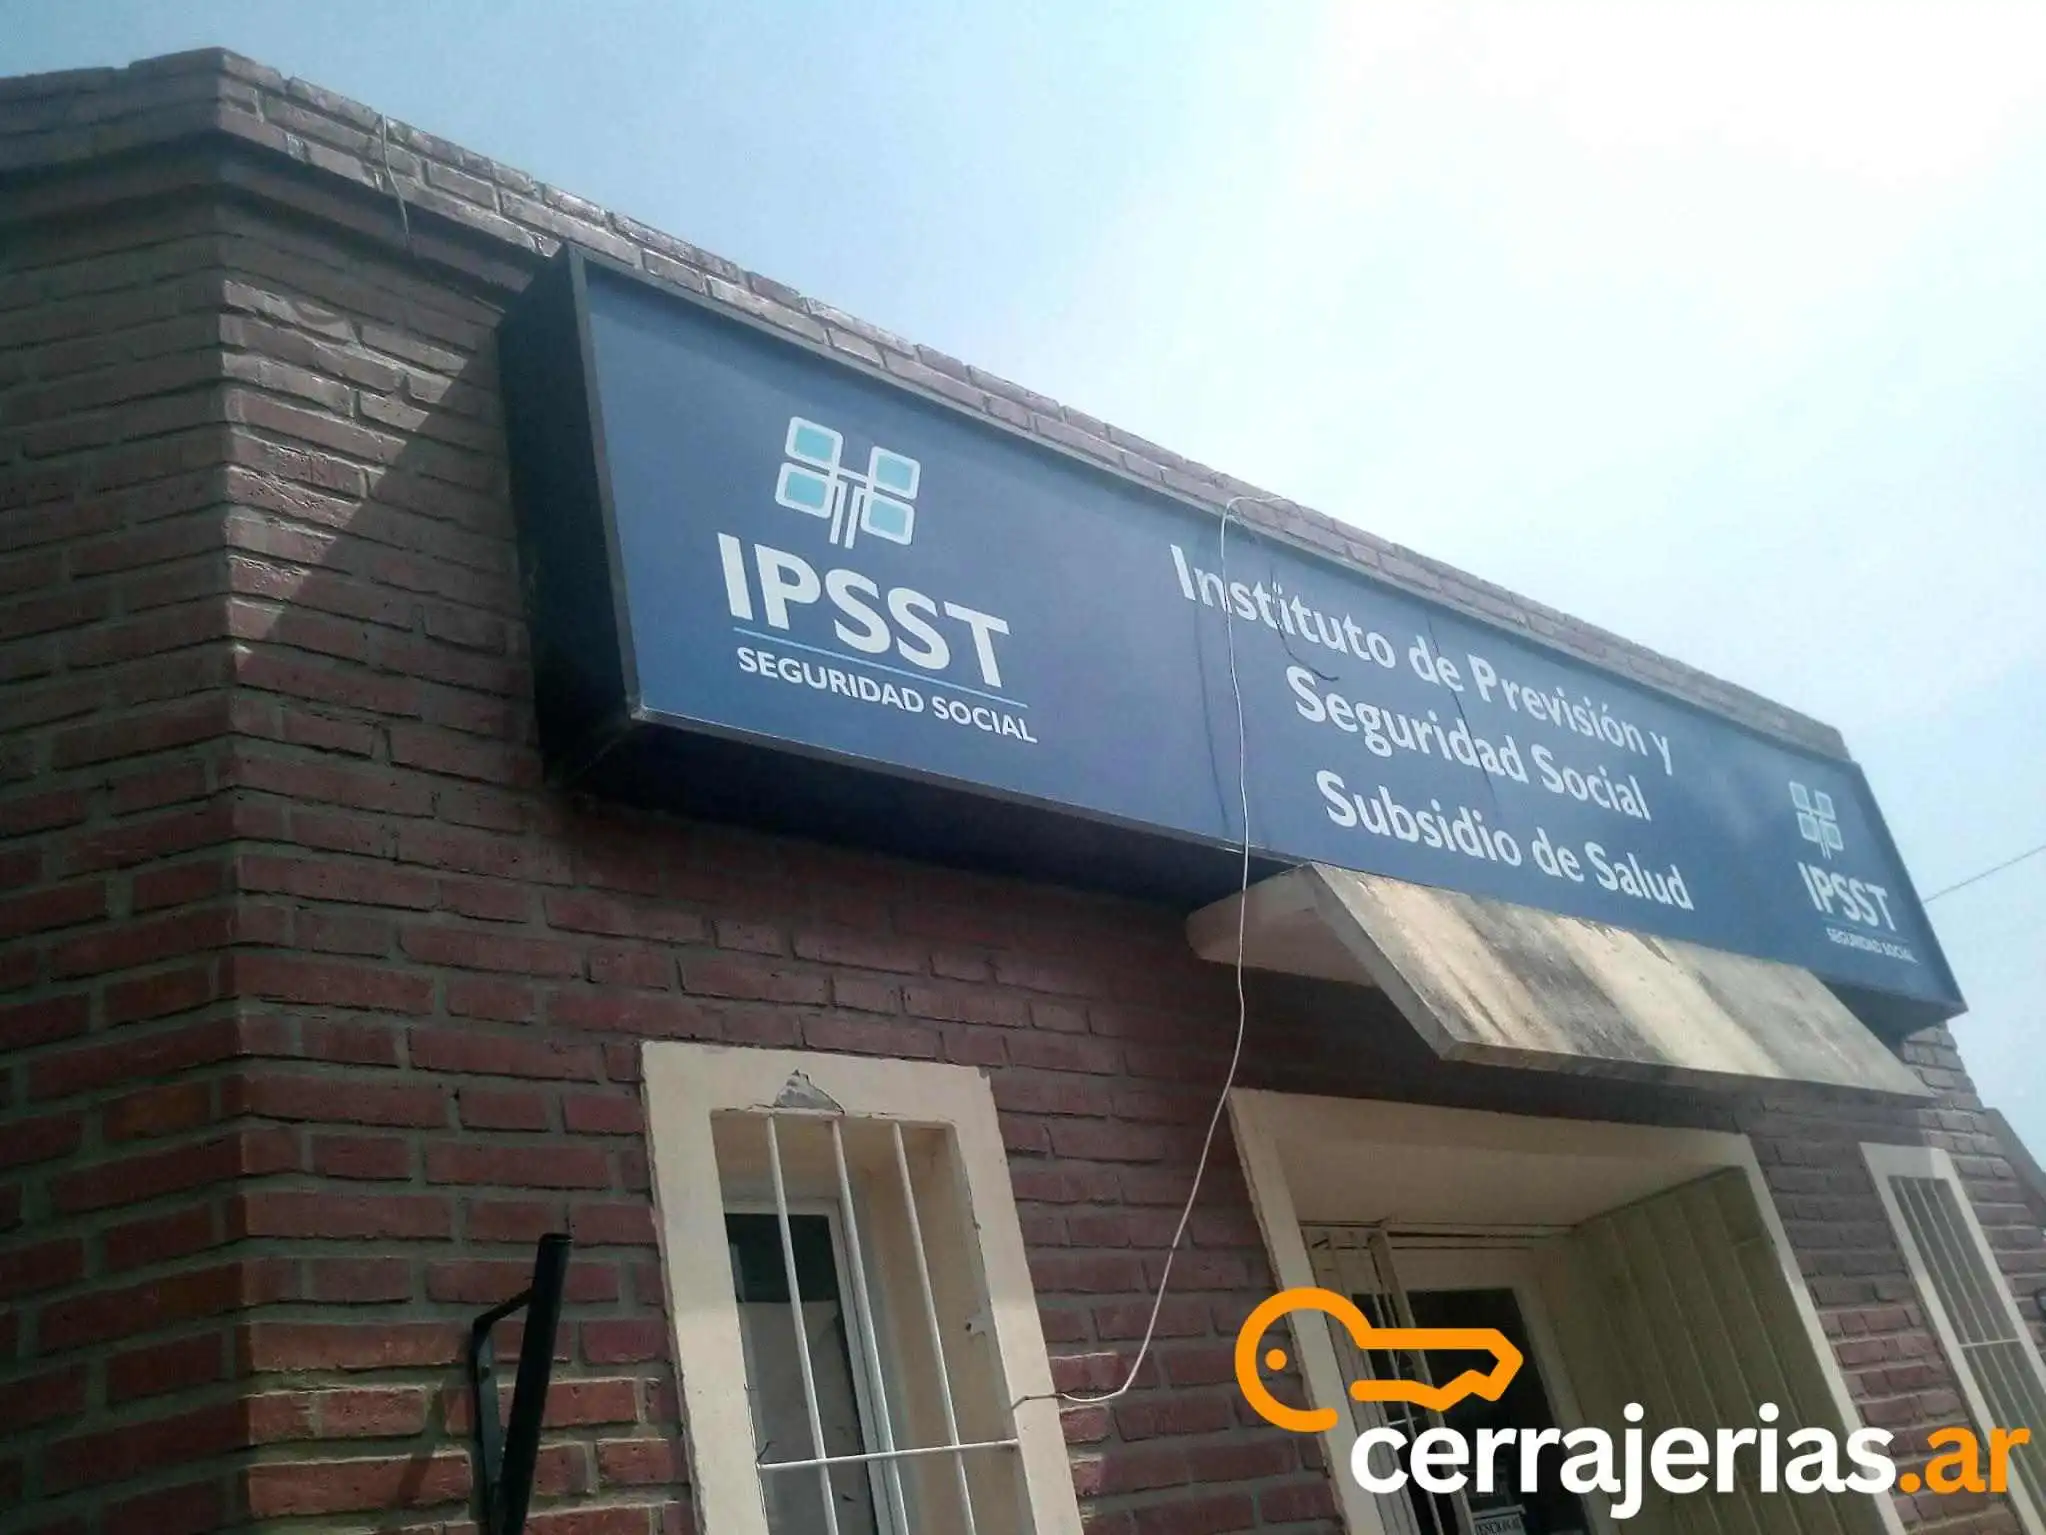 IPSST
SEGURIDAD SOCIAL
Instituto de Previsión y
Seguridad Social
Subsidio de Salud
IPSST
SEGURIDAD SOCIAL
cerrajerias.ar